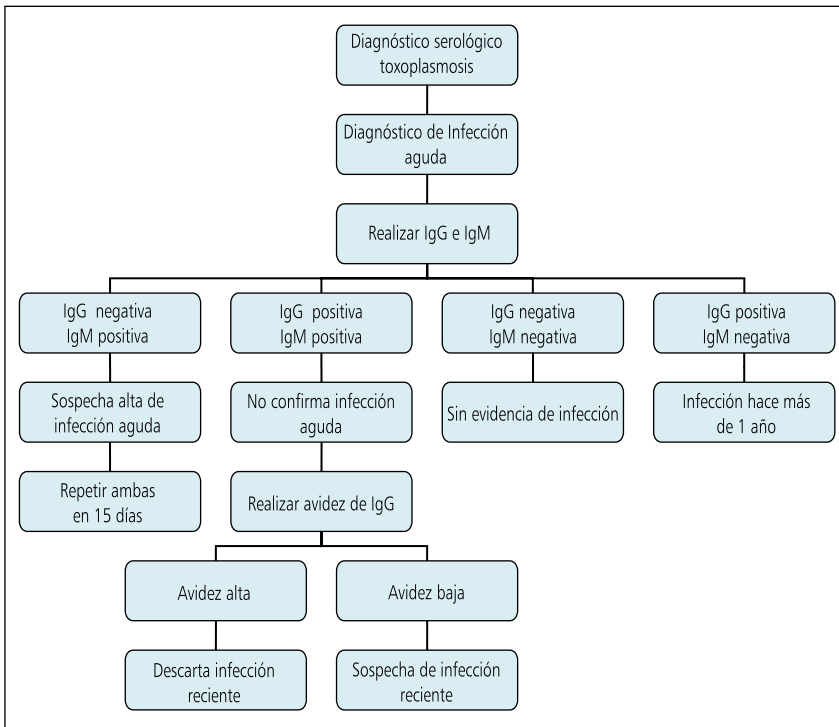 Diagnóstico serológico
toxoplasmosis
Diagnóstico de Infección
aguda
Realizar IgG e IgM
IgG negativa
IgM positiva
IgG positiva
IgM positiva
IgG negativa
IgM negativa
IgG positiva
IgM negativa
Sospecha alta de
infección aguda
No confirma infección
aguda
Sin evidencia de infección
Infección hace más
de 1 año
Repetir ambas
en 15 días
Realizar avidez de IgG
Avidez alta
Avidez baja
Descarta infección
reciente
Sospecha de infección
reciente